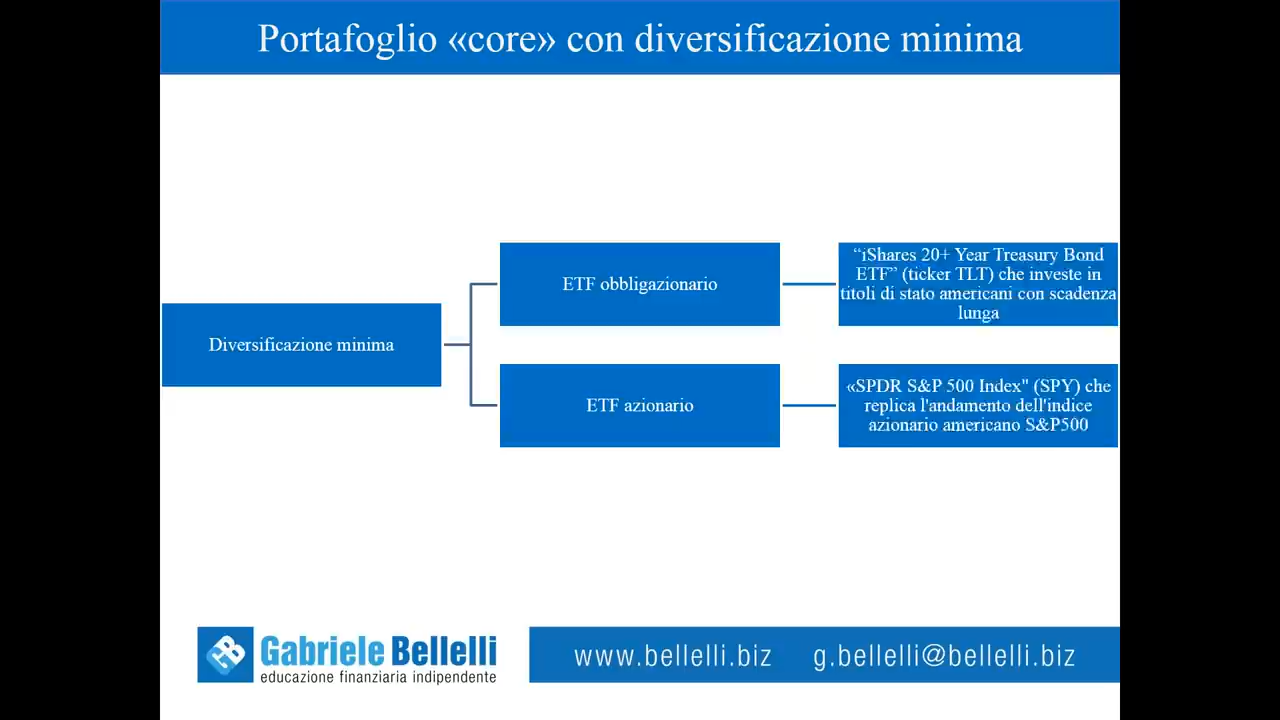 Portafoglio «core» con diversificazione minima
Diversificazione minima
ETF obbligazionario
“iShares 20+ Year Treasury Bond
ETF” (ticker TLT) che investe in
titoli di stato americani con scadenza
lunga
ETF azionario
«SPDR S&P 500 Index" (SPY) che
replica l'andamento dell'indice
azionario americano S&P500
Gabriele Bellelli
educazione finanziaria indipendente
www.bellelli.biz g.bellelli@bellelli.biz